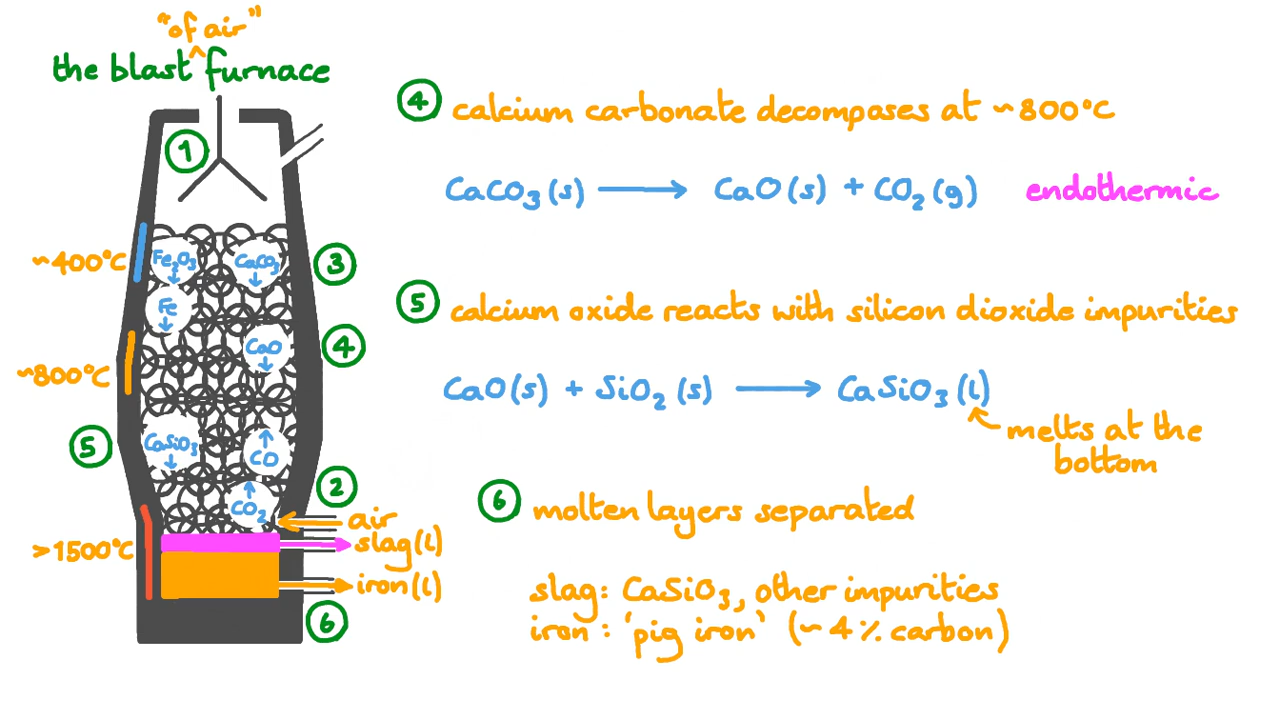 "of air"
the blast ^ furnace
1
~400°C
Fe₂O₃
↓
Fe
↓
CaCO₃
↓
3
~800°C
CaO
↓
4
5
CaSiO₃
↓
↑
CO
↑
CO₂
2
← air
>1500°C
→ slag(l)
→ iron(l)
6
④ calcium carbonate decomposes at ~800°C
CaCO₃(s) ⟶ CaO(s) + CO₂(g) endothermic
⑤ calcium oxide reacts with silicon dioxide impurities
CaO(s) + SiO₂(s) ⟶ CaSiO₃(l)
melts at the
bottom
⑥ molten layers separated
slag: CaSiO₃, other impurities
iron: 'pig iron' (~4% carbon)